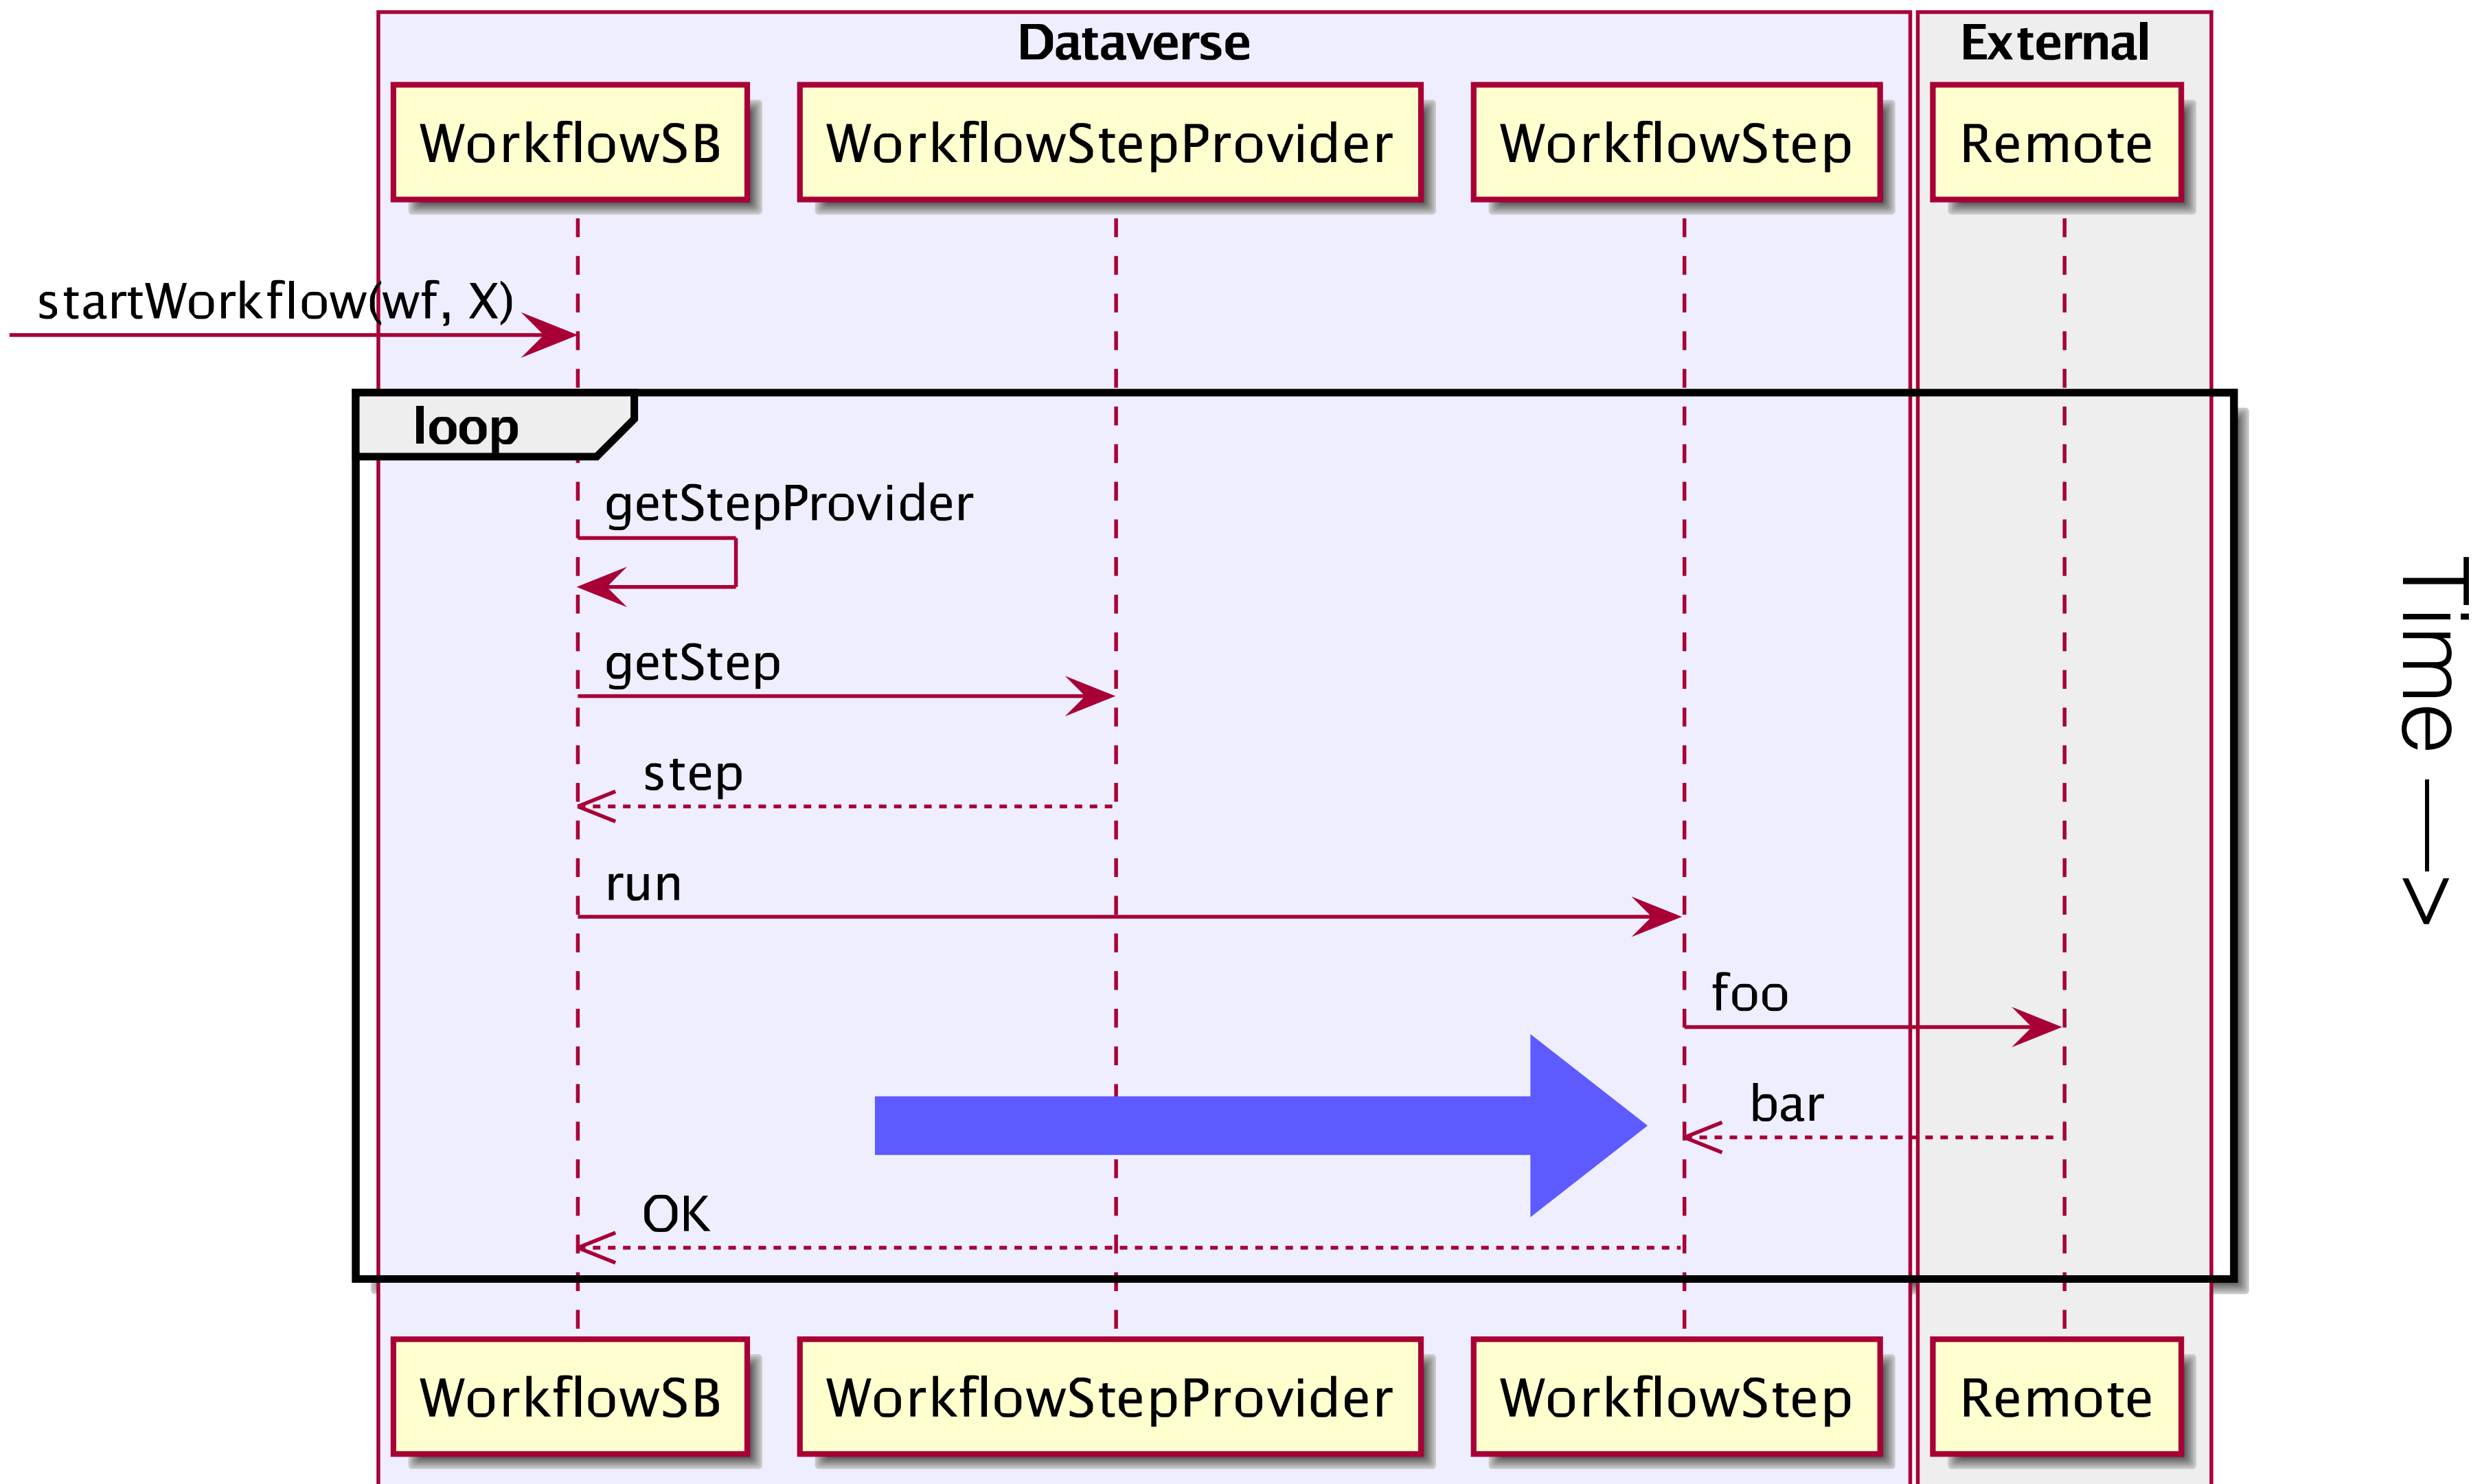 Dataverse
External
WorkflowSB
WorkflowStepProvider
WorkflowStep
Remote
startWorkflow(wf, X)
loop
getStepProvider
getStep
step
run
foo
bar
OK
WorkflowSB
WorkflowStepProvider
WorkflowStep
Remote
Time —>